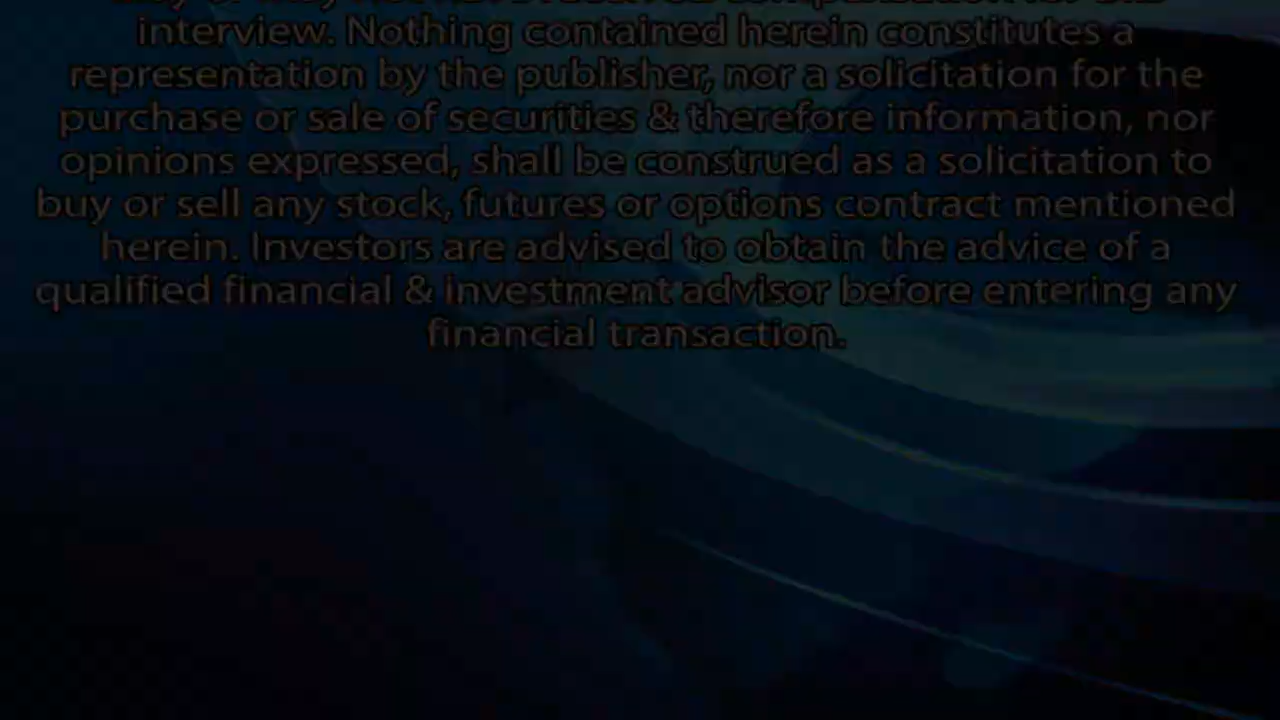 interview. Nothing contained herein constitutes a
representation by the publisher, nor a solicitation for the
purchase or sale of securities & therefore information, nor
opinions expressed, shall be construed as a solicitation to
buy or sell any stock, futures or options contract mentioned
herein. Investors are advised to obtain the advice of a
qualified financial & investment advisor before entering any
financial transaction.